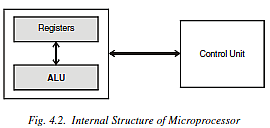 Registers
ALU
Control Unit
Fig. 4.2. Internal Structure of Microprocessor